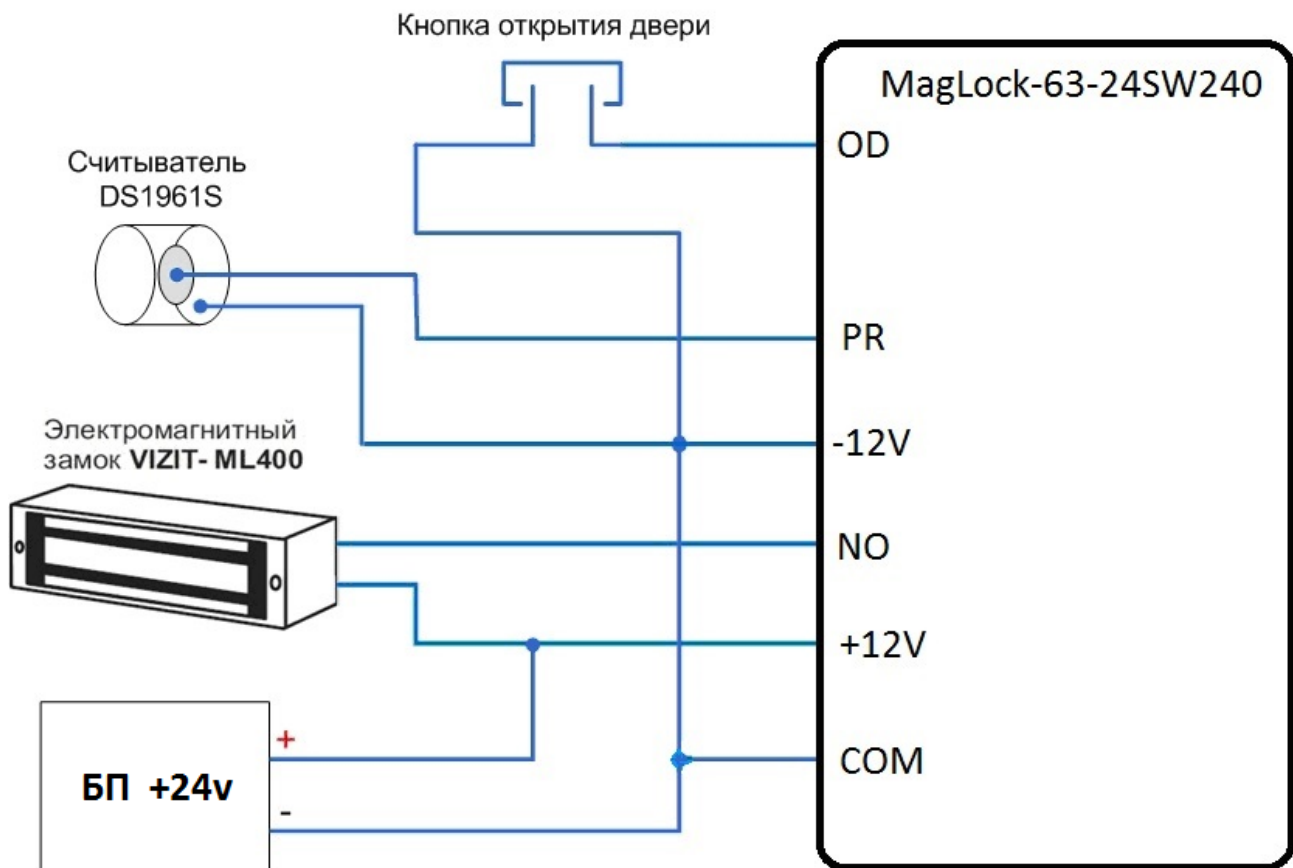 Кнопка открытия двери
MagLock-63-24SW240
OD
Считыватель
DS1961S
PR
-12V
Электромагнитный
замок VIZIT- ML400
NO
+12V
+
БП +24v
COM
-